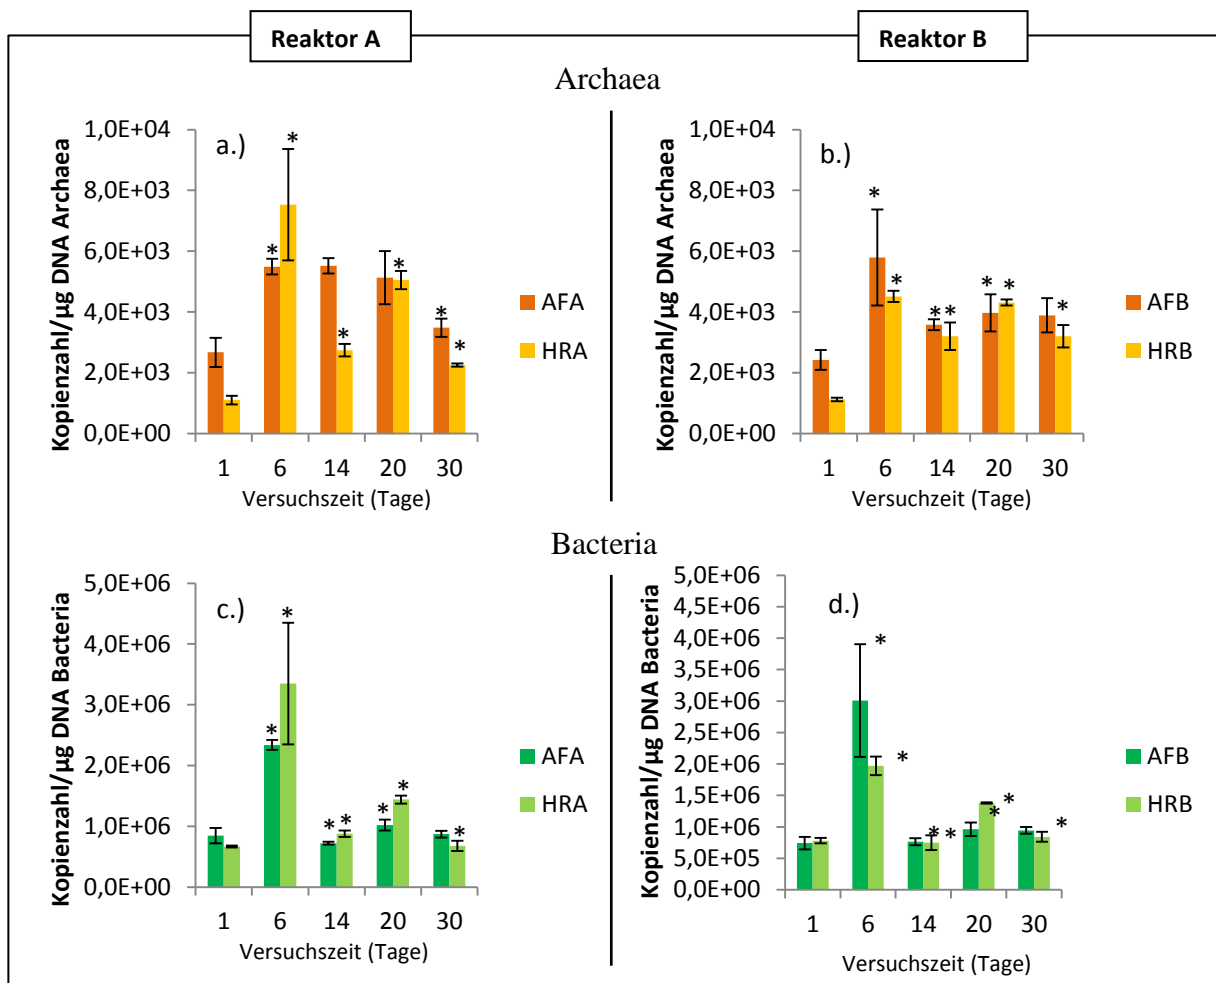 Reaktor A
Reaktor B
Archaea
a.)
Kopienzahl/µg DNA Archaea
1,0E+04
8,0E+03
6,0E+03
4,0E+03
2,0E+03
0,0E+00
* * * * * *
1 6 14 20 30
Versuchszeit (Tage)
AFA
HRA
b.)
Kopienzahl/µg DNA Archaea
1,0E+04
8,0E+03
6,0E+03
4,0E+03
2,0E+03
0,0E+00
* * * * * * *
1 6 14 20 30
Versuchszeit (Tage)
AFB
HRB
Bacteria
c.)
Kopienzahl/µg DNA Bacteria
5,0E+06
4,0E+06
3,0E+06
2,0E+06
1,0E+06
0,0E+00
* * * * * * *
1 6 14 20 30
Versuchszeit (Tage)
AFA
HRA
d.)
Kopienzahl/µg DNA Bacteria
5,0E+06
4,5E+06
4,0E+06
3,5E+06
3,0E+06
2,5E+06
2,0E+06
1,5E+06
1,0E+06
5,0E+05
0,0E+00
* * * * * * *
1 6 14 20 30
Versuchszeit (Tage)
AFB
HRB